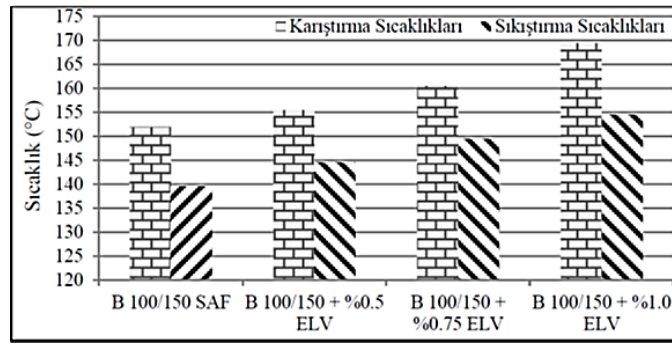 Karıştırma Sıcaklıkları
Sıkıştırma Sıcaklıkları
Sıcaklık (°C)
175
170
165
160
155
150
145
140
135
130
125
120
B 100/150 SAF
B 100/150 + %0.5
ELV
B 100/150 +
%0.75 ELV
B 100/150 + %1.0
ELV